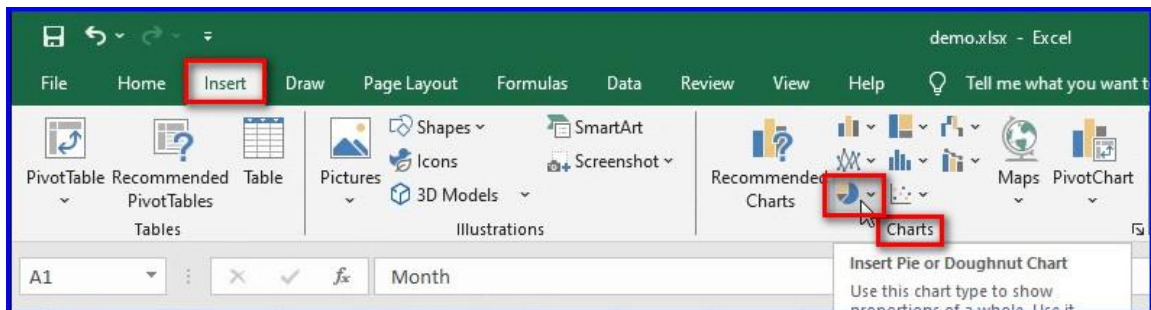 demo.xlsx - Excel
File Home Insert Draw Page Layout Formulas Data Review View Help Tell me what you want
PivotTable
Recommended PivotTables
Table
Tables
Pictures
Shapes
Icons
3D Models
SmartArt
Screenshot
Illustrations
Recommended Charts
Maps
PivotChart
Charts
A1 fx Month
Insert Pie or Doughnut Chart
Use this chart type to show
proportions of a whole. Use it